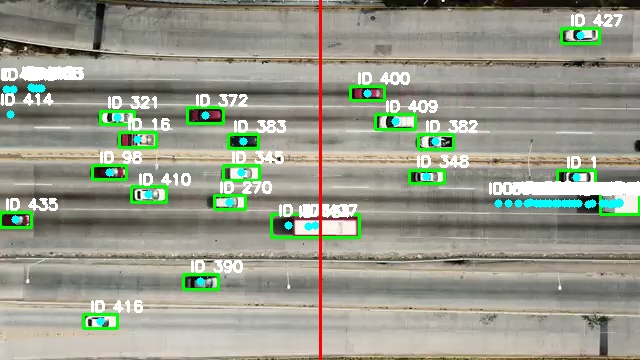 ID 427
ID 400
ID 414
ID 321
ID 372
ID 409
ID 16
ID 383
ID 382
ID 98
ID 345
ID 348
ID 1
ID 410
ID 270
ID 435
ID 390
ID 416